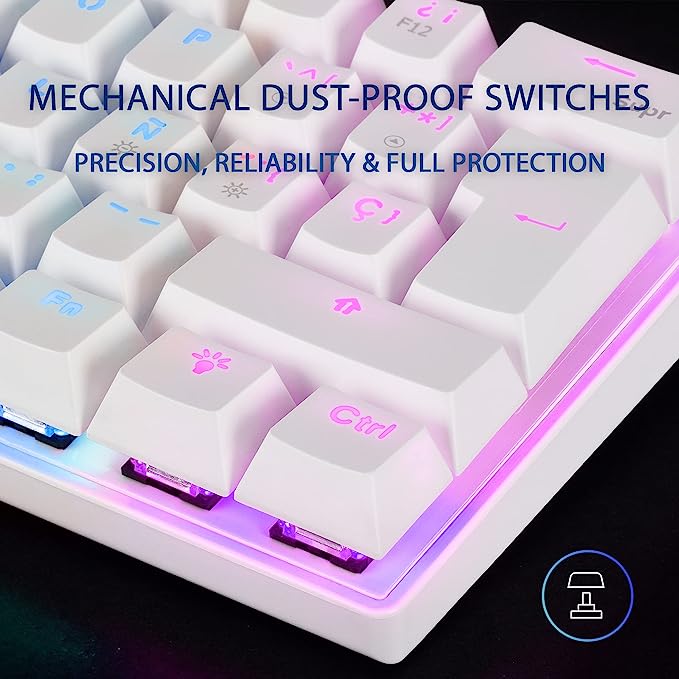 ¿ ¡
P
F12
MECHANICAL DUST-PROOF SWITCHES
Ñ
PRECISION, RELIABILITY & FULL PROTECTION
Ç }
Fn
Ctrl